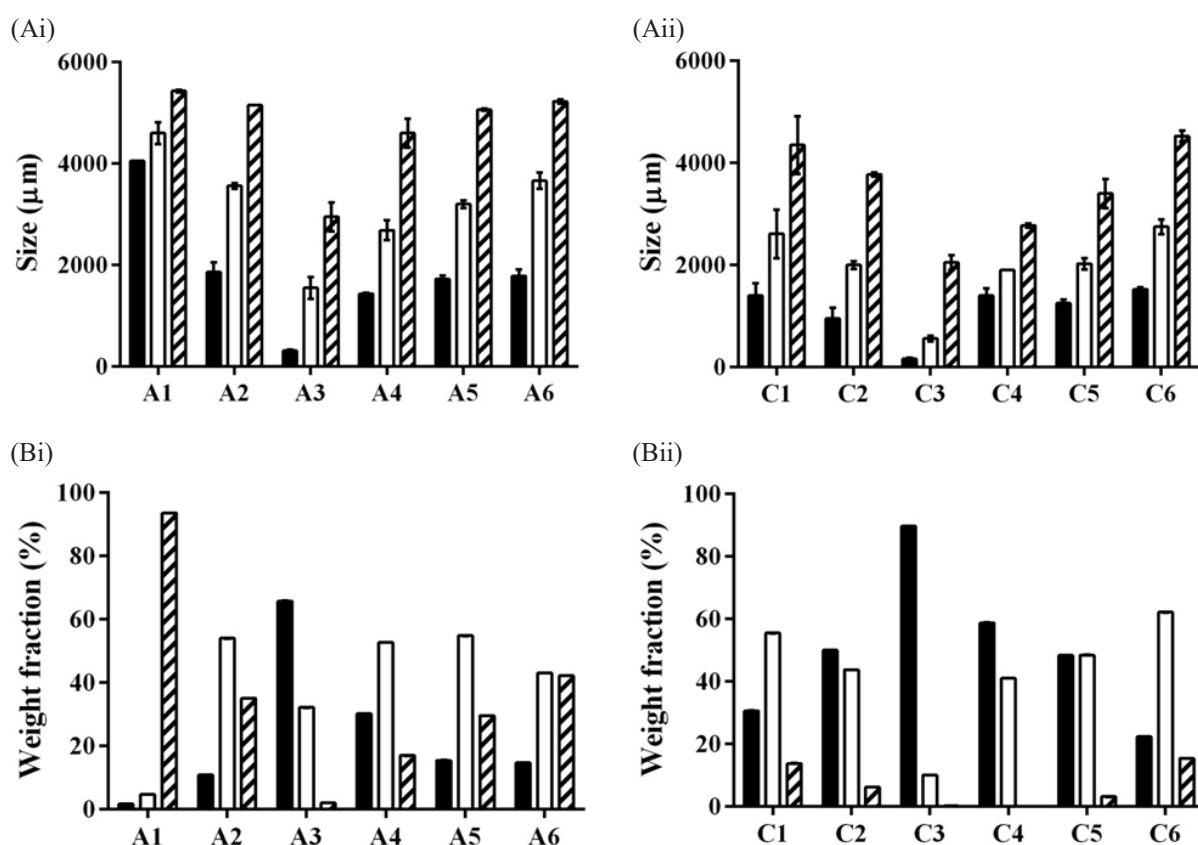 (Ai)
Size (μm)
6000
4000
2000
0
A1 A2 A3 A4 A5 A6
(Aii)
Size (μm)
6000
4000
2000
0
C1 C2 C3 C4 C5 C6
(Bi)
Weight fraction (%)
100
80
60
40
20
0
A1 A2 A3 A4 A5 A6
(Bii)
Weight fraction (%)
100
80
60
40
20
0
C1 C2 C3 C4 C5 C6